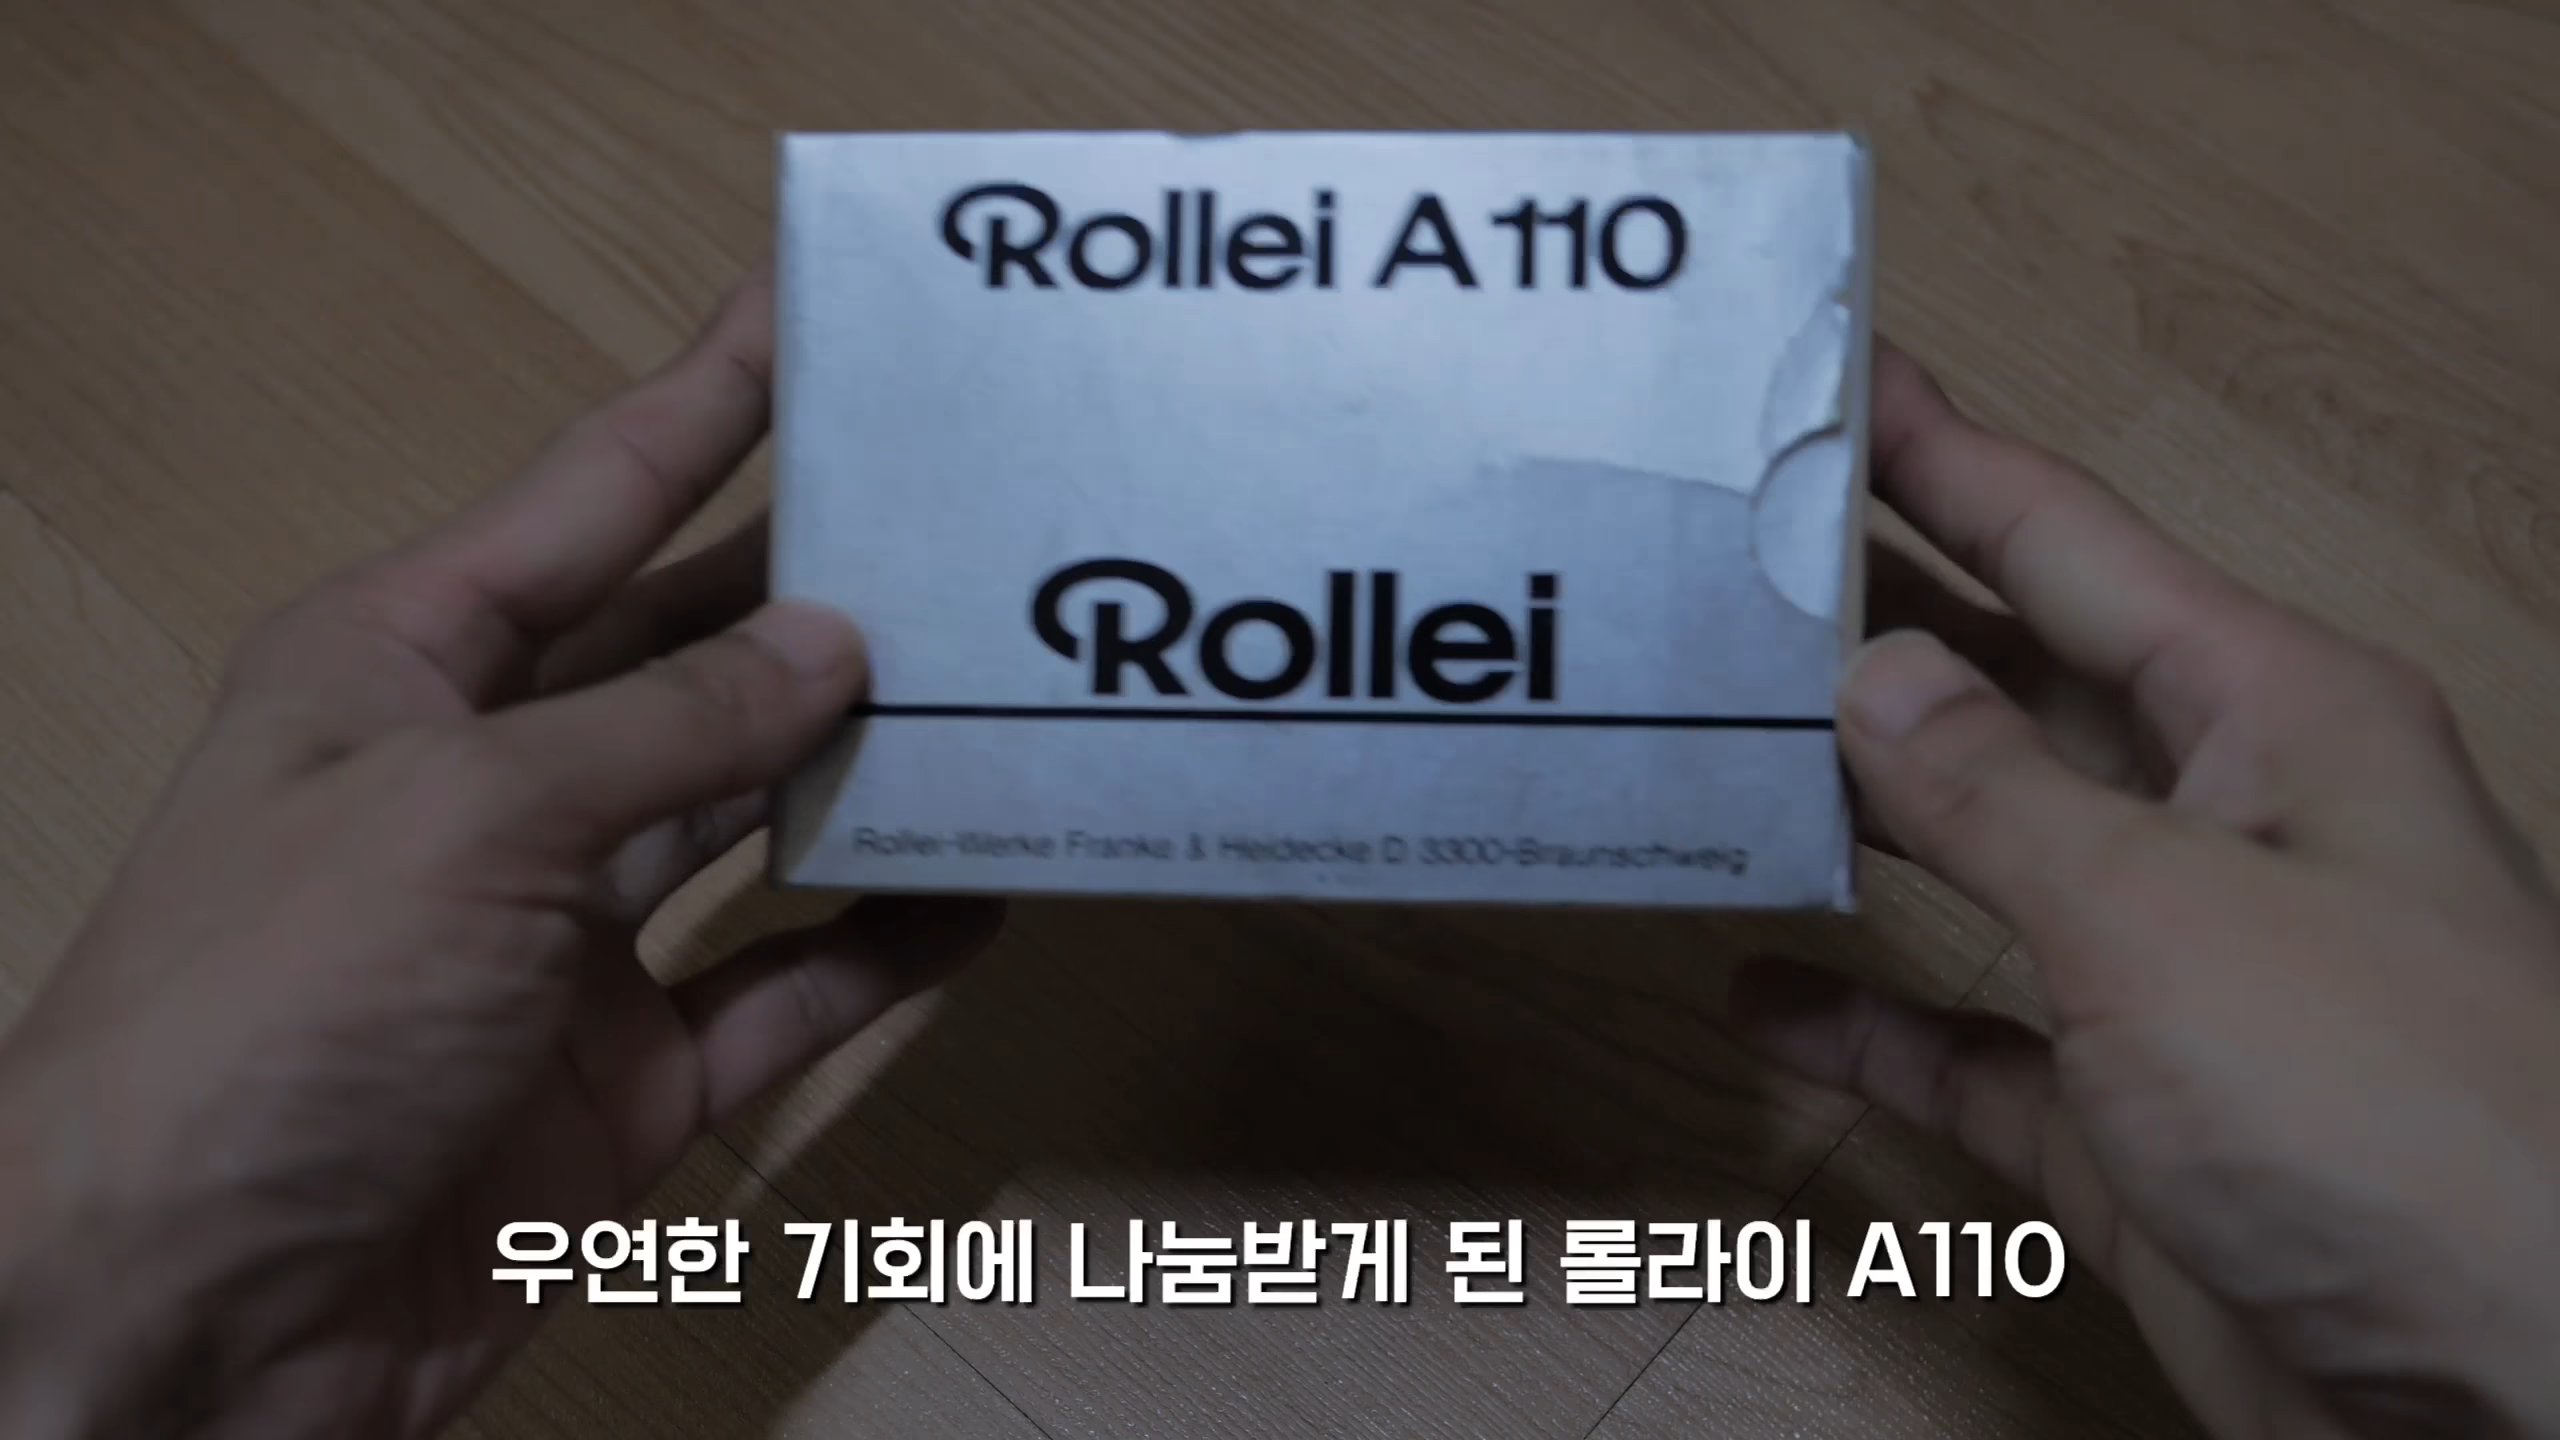 Rollei A110
Rollei
Rollei-Werke Franke & Heidecke D 3300-Braunschweig
우연한 기회에 나눔받게 된 롤라이 A110